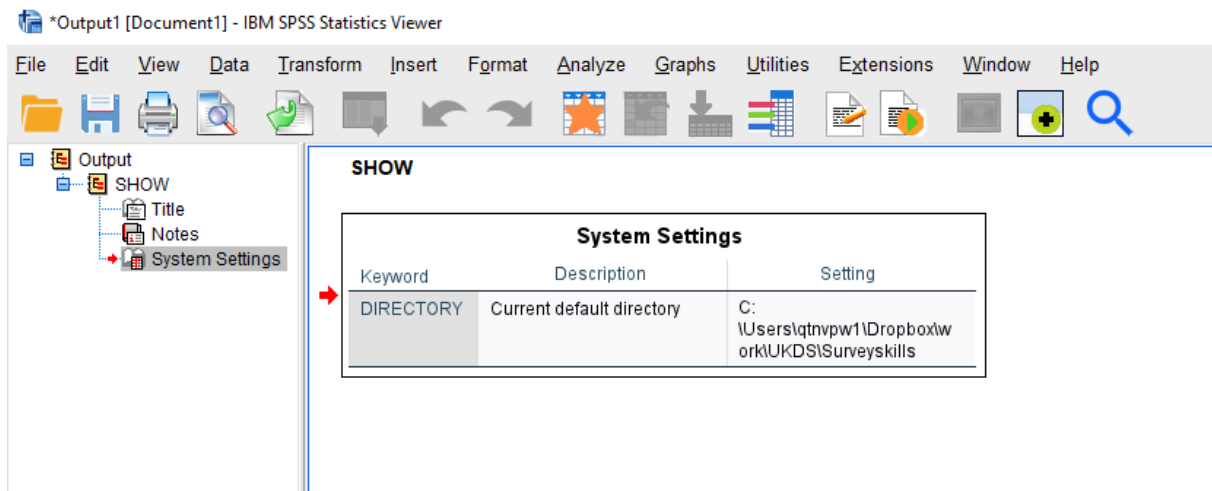 *Output1 [Document1] - IBM SPSS Statistics Viewer
File Edit View Data Transform Insert Format Analyze Graphs Utilities Extensions Window Help
Output
SHOW
Title
Notes
System Settings
SHOW
System Settings
Keyword Description Setting
DIRECTORY Current default directory C:
\Users\qtnvpw1\Dropbox\w
ork\UKDS\Surveyskills